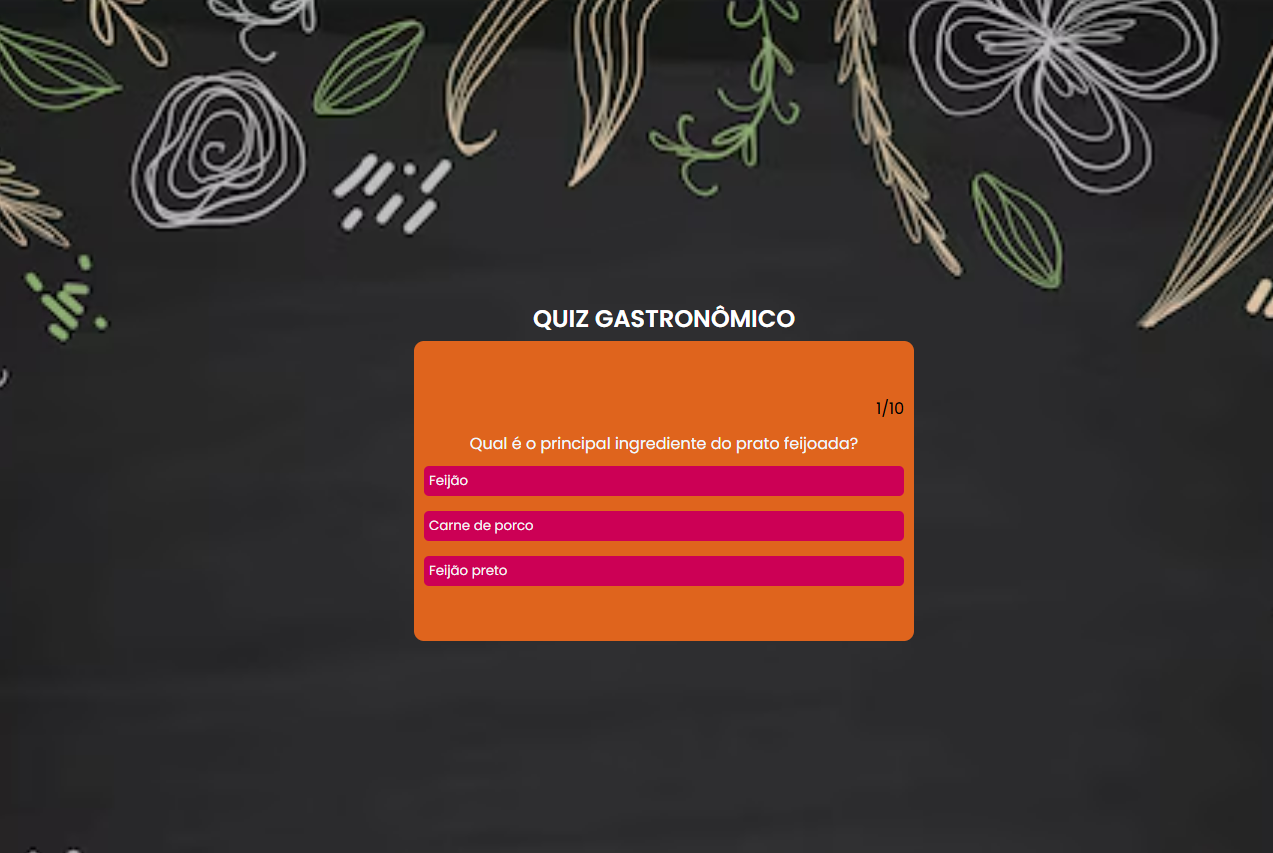 QUIZ GASTRONÔMICO
1/10
Qual é o principal ingrediente do prato feijoada?
Feijão
Carne de porco
Feijão preto